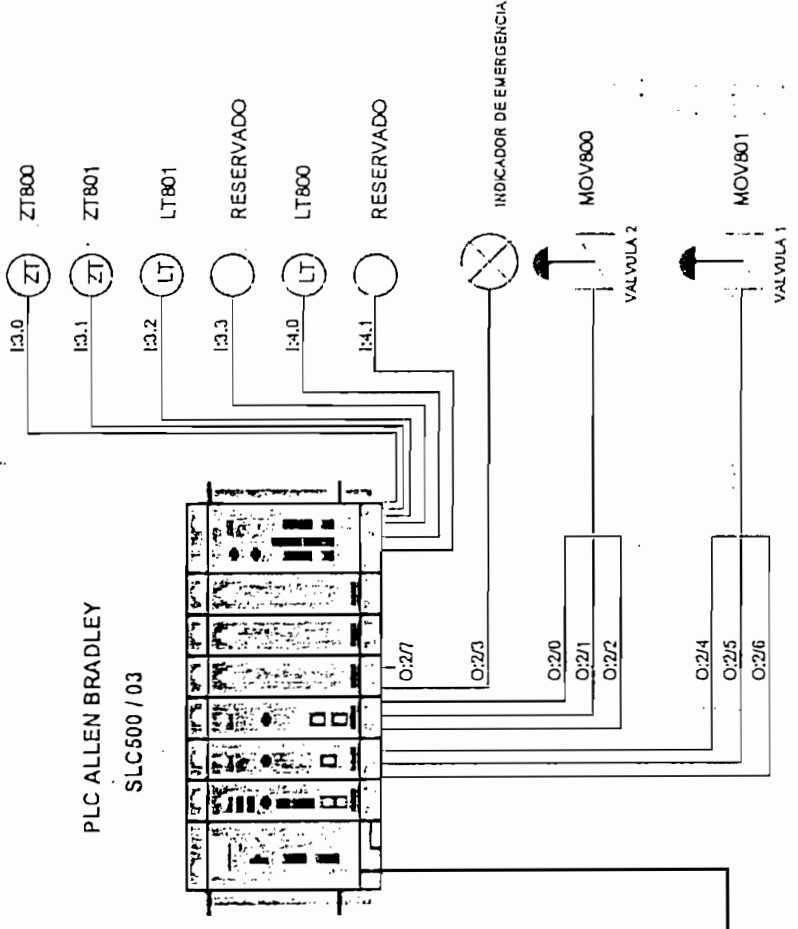 PLC ALLEN BRADLEY
SLC500 / 03
I:3.0
ZT
ZT800
I:3.1
ZT
ZT801
I:3.2
LT
LT801
I:3.3
RESERVADO
I:4.0
LT
LT800
I:4.1
RESERVADO
O:2/7
O:2/3
INDICADOR DE EMERGENCIA
O:2/0
O:2/1
O:2/2
MOV800
VALVULA 2
O:2/4
O:2/5
O:2/6
MOV801
VALVULA 1